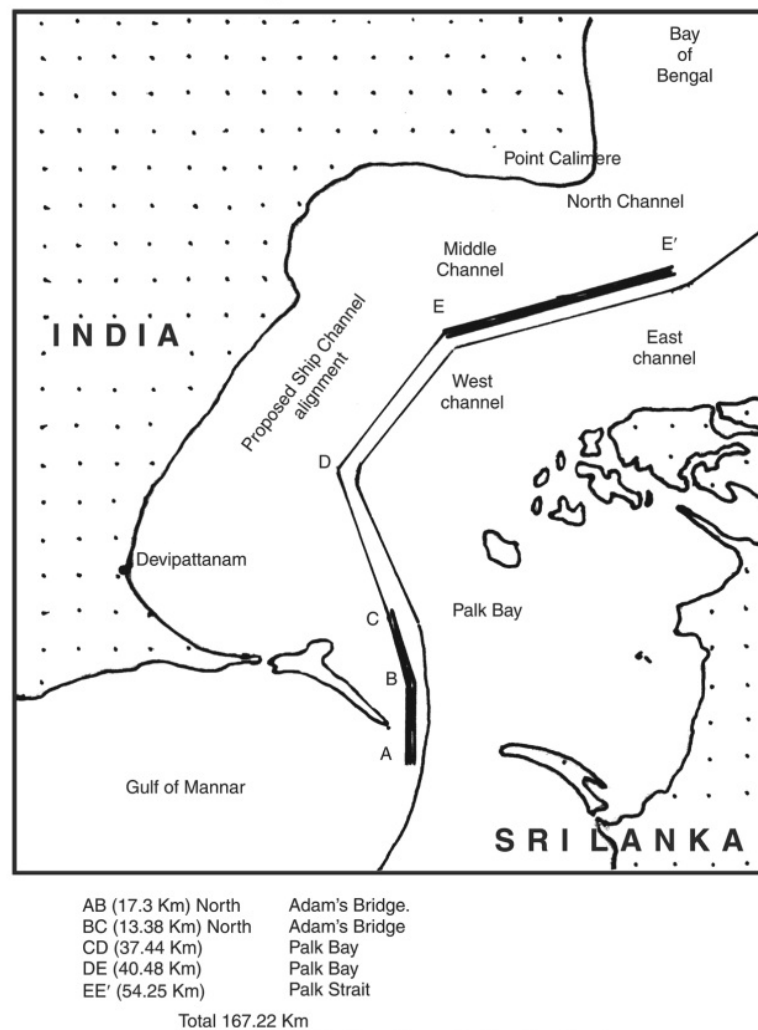 Bay
of
Bengal
Point Calimere
North Channel
E′
Middle
Channel
E
INDIA
Proposed Ship Channel
alignment
East
channel
West
channel
D
Devipattanam
C
Palk Bay
B
A
Gulf of Mannar
SRI LANKA
AB (17.3 Km) North Adam's Bridge.
BC (13.38 Km) North Adam's Bridge
CD (37.44 Km) Palk Bay
DE (40.48 Km) Palk Bay
EE′ (54.25 Km) Palk Strait
Total 167.22 Km